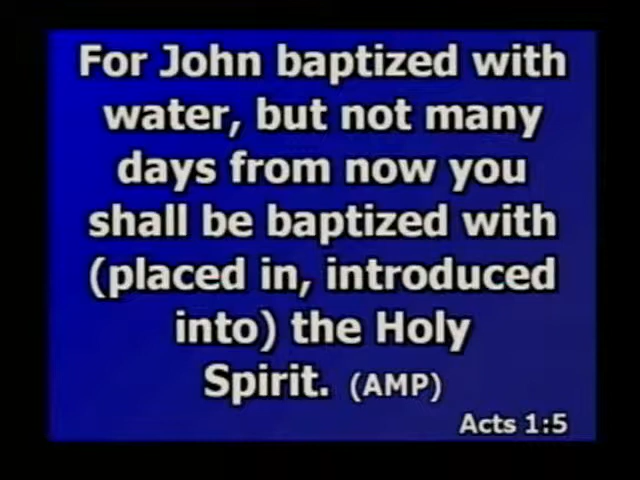 For John baptized with
water, but not many
days from now you
shall be baptized with
(placed in, introduced
into) the Holy
Spirit. (AMP)
Acts 1:5